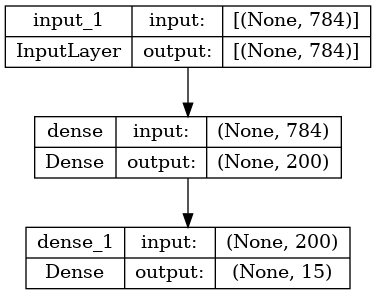 input_1 input: [(None, 784)]
InputLayer output: [(None, 784)]
dense input: (None, 784)
Dense output: (None, 200)
dense_1 input: (None, 200)
Dense output: (None, 15)